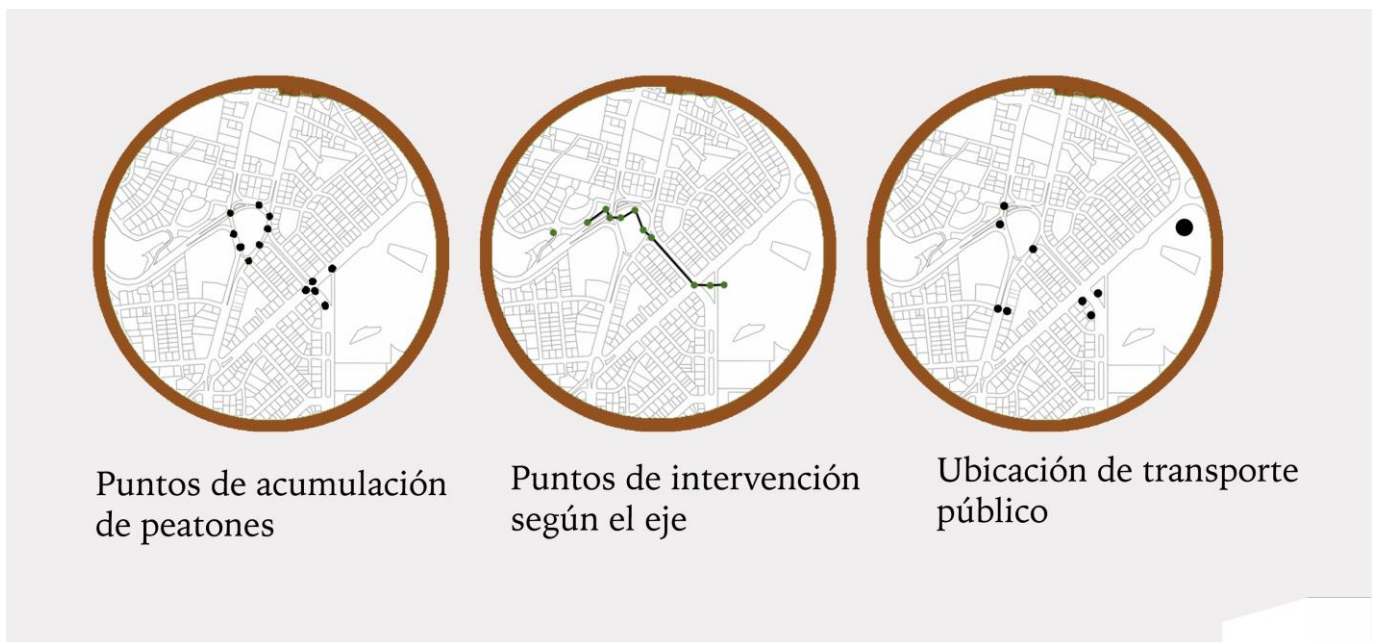 Puntos de acumulación
de peatones
Puntos de intervención
según el eje
Ubicación de transporte
público